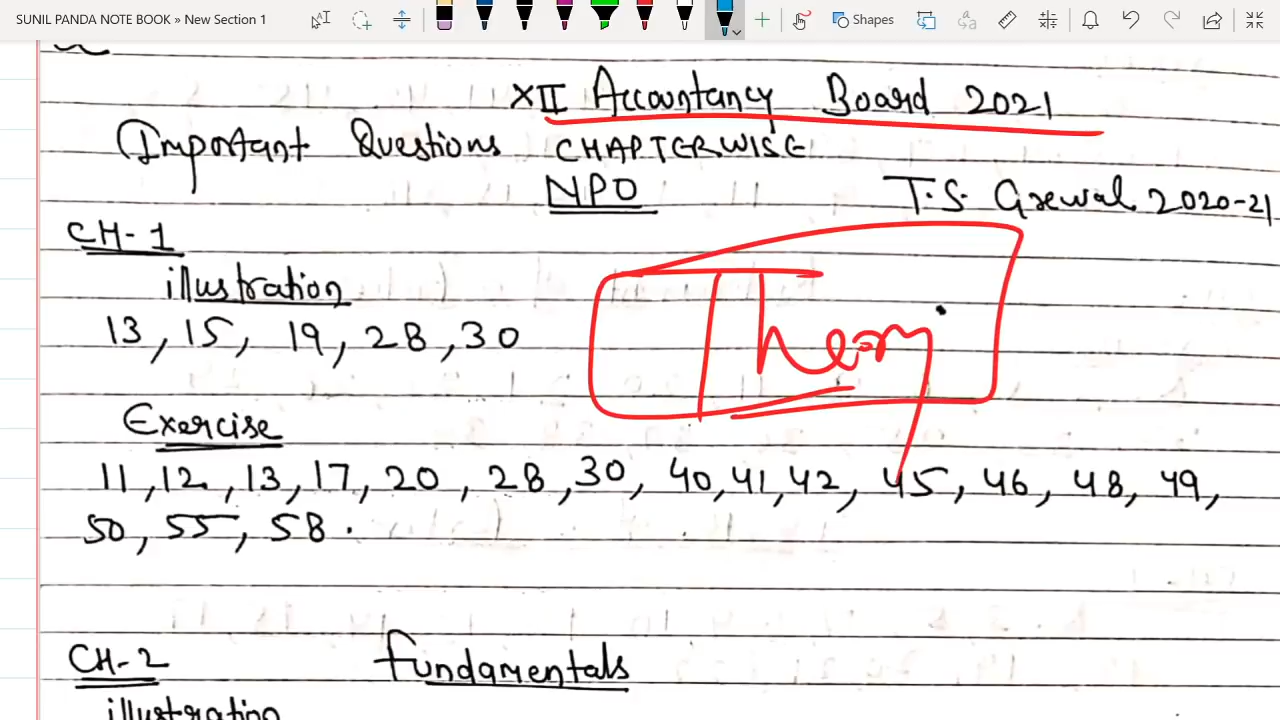 SUNIL PANDA NOTE BOOK » New Section 1
Shapes
XII Accountancy Board 2021
Important Questions CHAPTERWISE
NPO T.S. Grewal 2020-21
CH-1
illustration
13, 15, 19, 28, 30
Theory
Exercise
11, 12, 13, 17, 20, 28, 30, 40, 41, 42, 45, 46, 48, 49,
50, 55, 58.
CH-2 Fundamentals
illustration